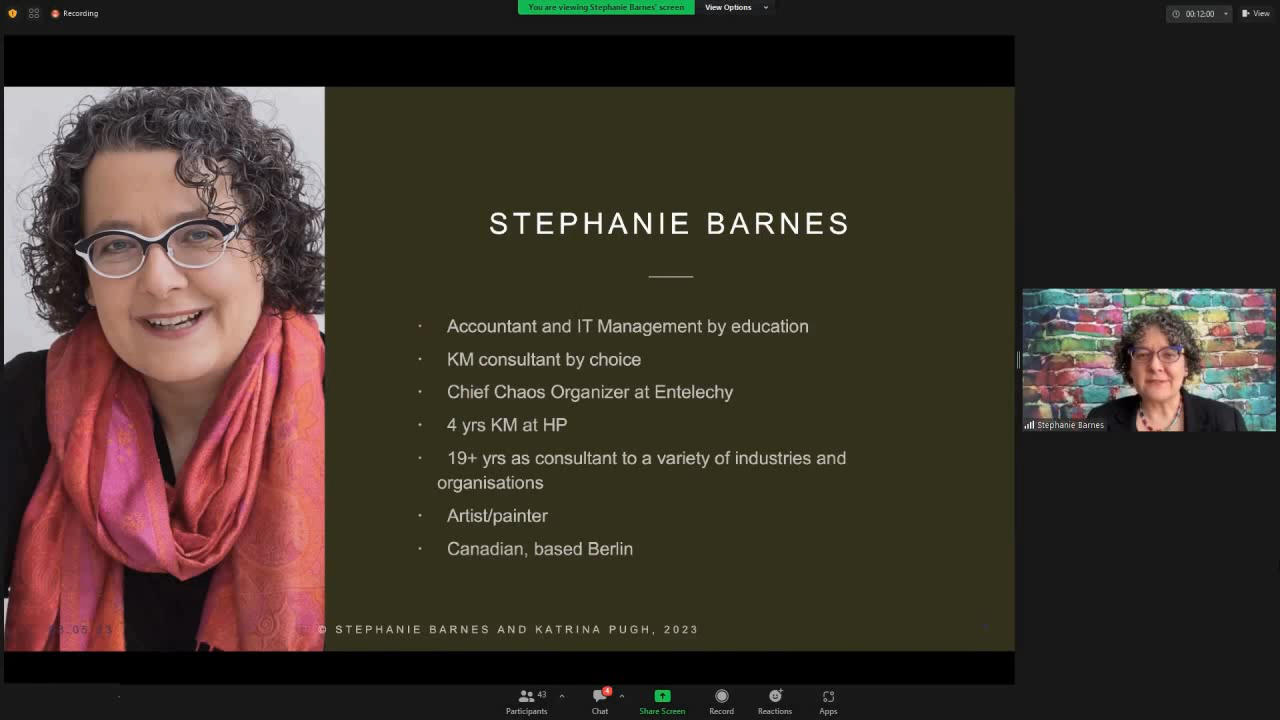 Recording
You are viewing Stephanie Barnes' screen
View Options
00:12:00
View
STEPHANIE BARNES
· Accountant and IT Management by education
· KM consultant by choice
· Chief Chaos Organizer at Entelechy
· 4 yrs KM at HP
· 19+ yrs as consultant to a variety of industries and
organisations
· Artist/painter
· Canadian, based Berlin
Stephanie Barnes
© STEPHANIE BARNES AND KATRINA PUGH, 2023
43
4
Participants
Chat
Share Screen
Record
Reactions
Apps